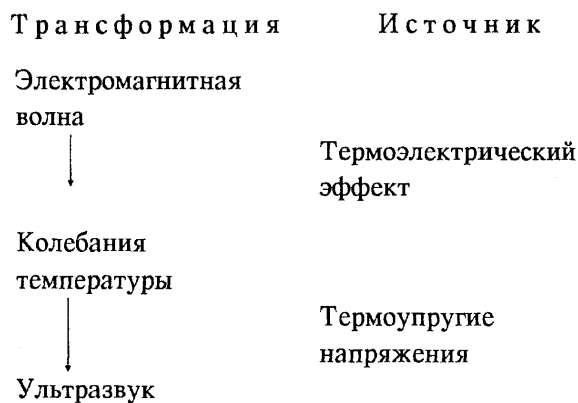 Трансформация Источник
Электромагнитная
волна
Термоэлектрический
эффект
Колебания
температуры
Термоупругие
напряжения
Ультразвук